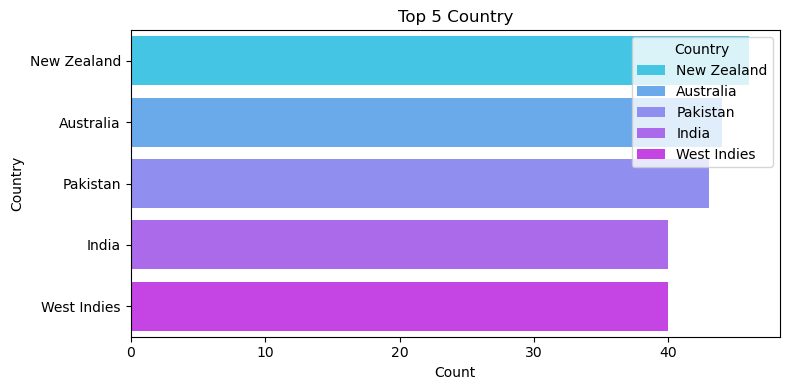 Top 5 Country
Country
New Zealand
Australia
Pakistan
India
West Indies
Country
New Zealand
Australia
Pakistan
India
West Indies
0 10 20 30 40
Count